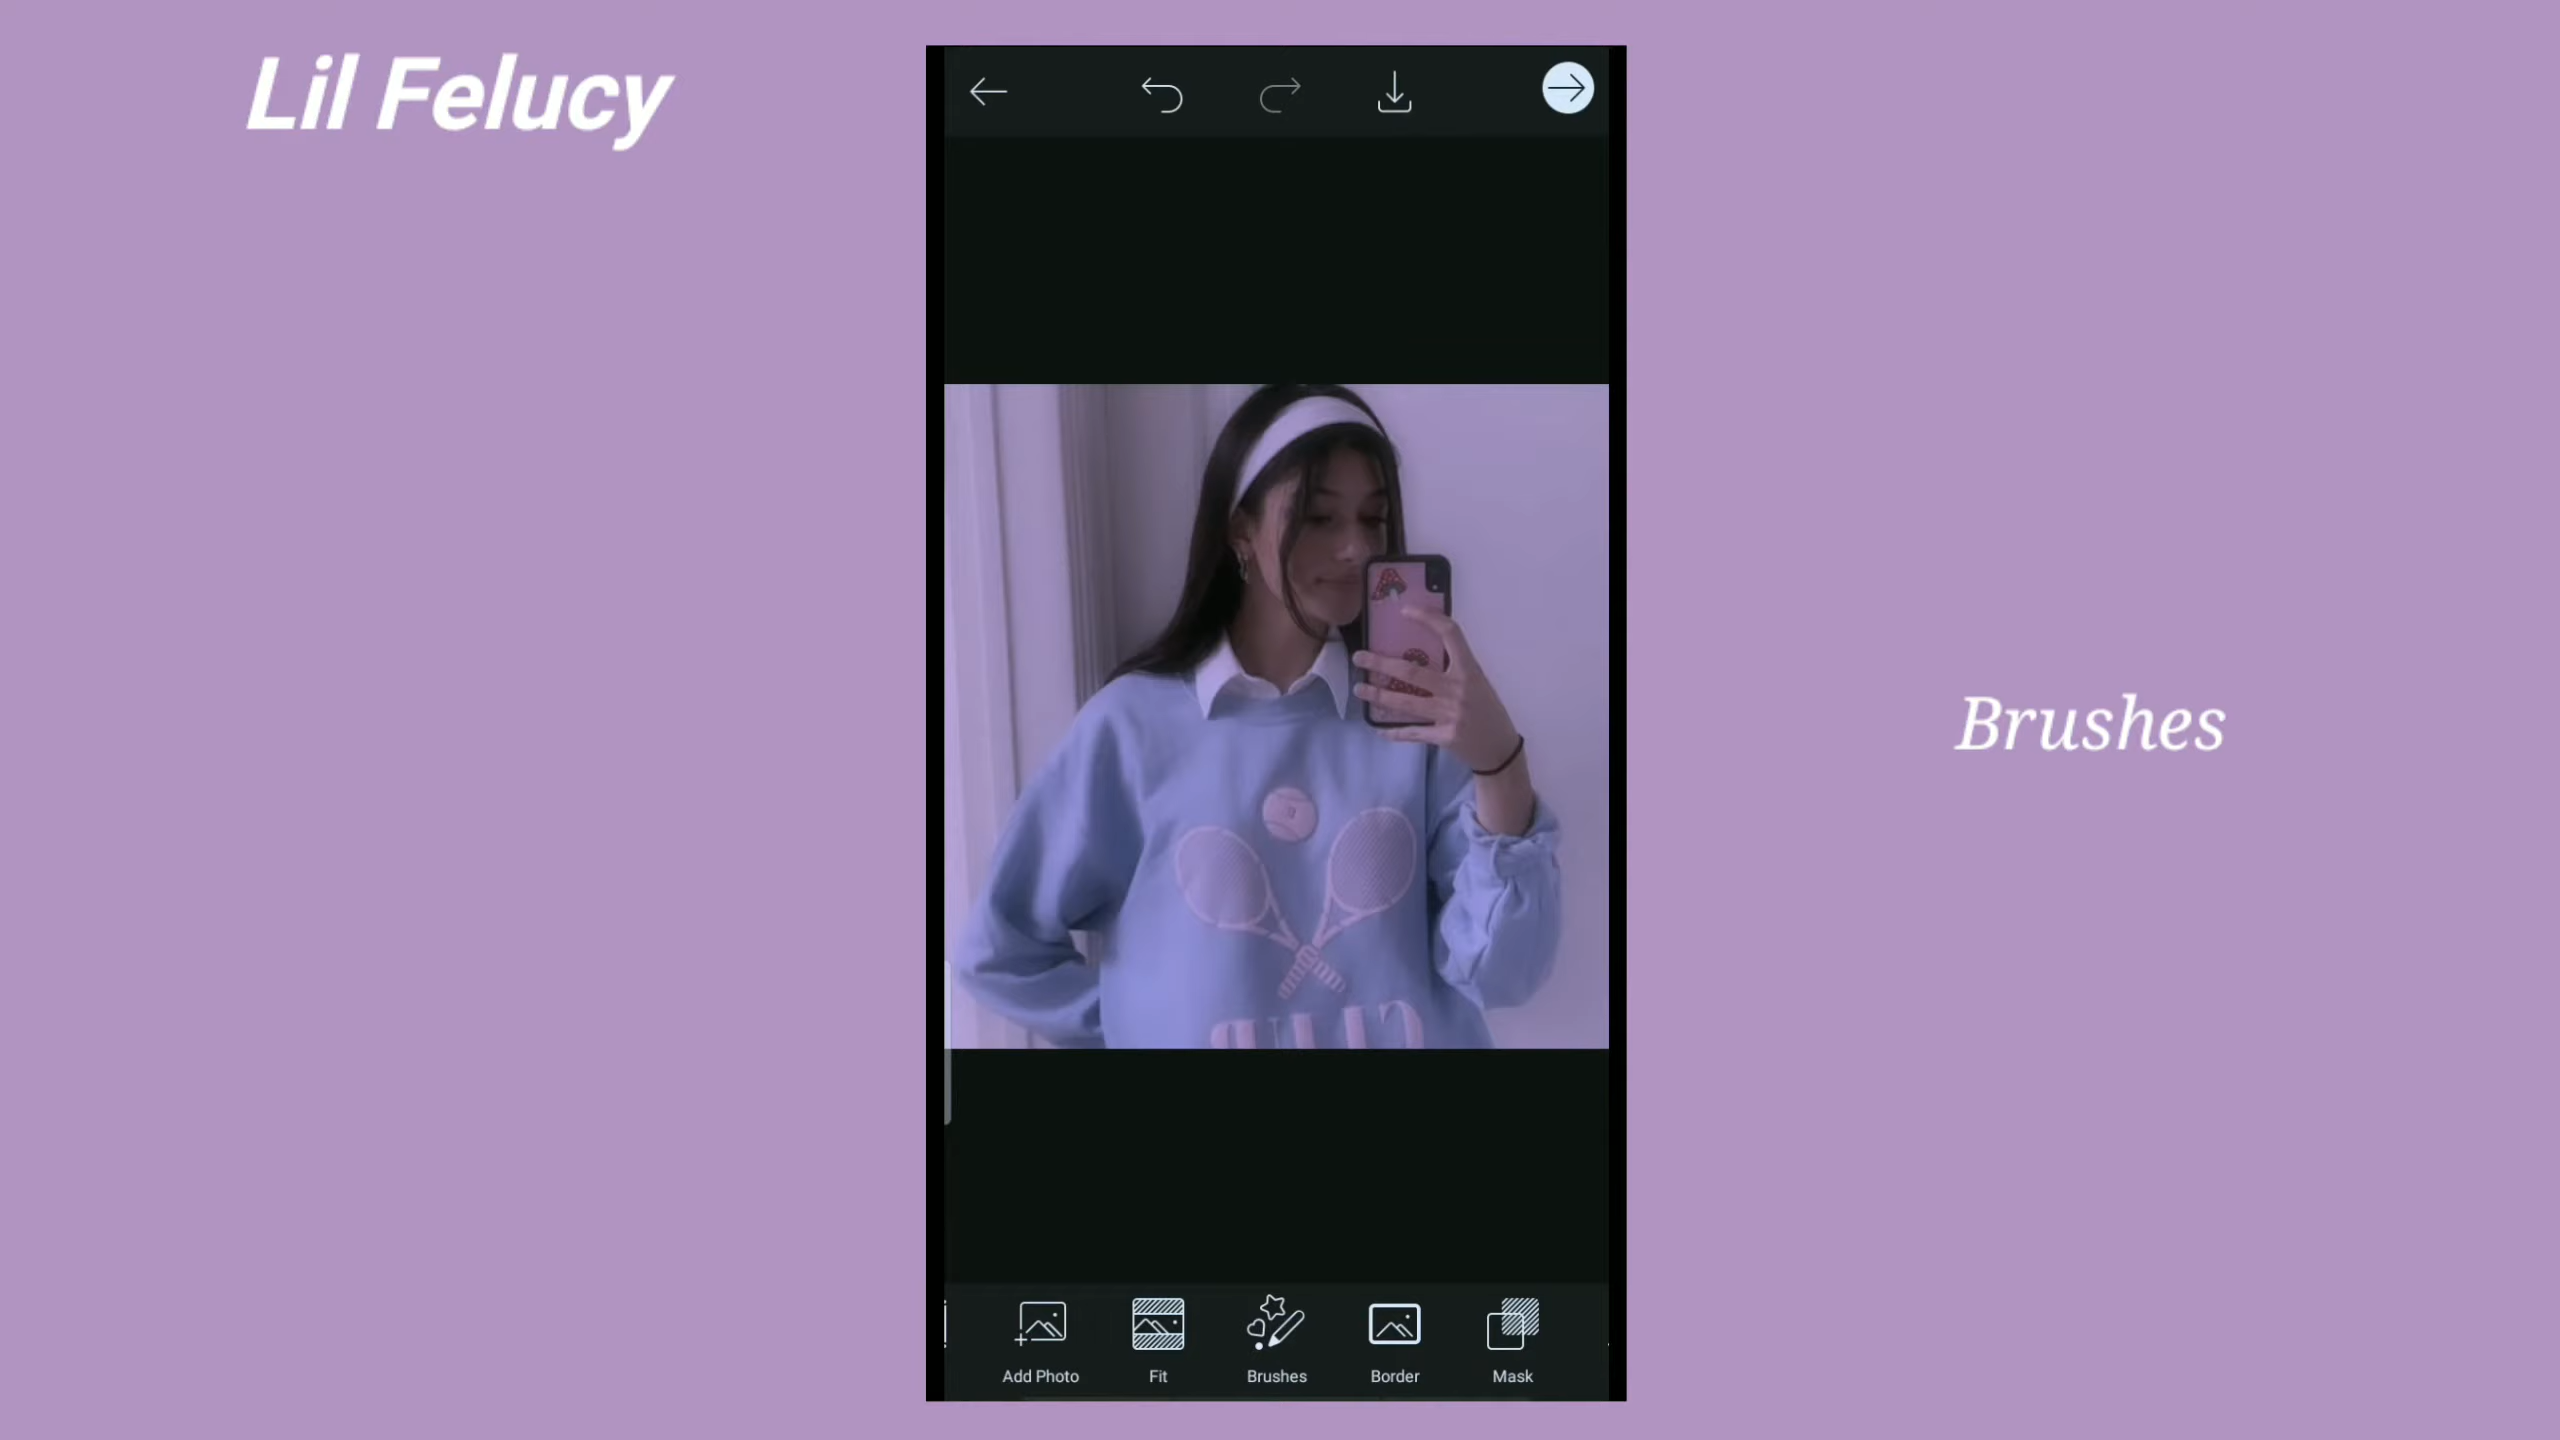 Lil Felucy
Brushes
Add Photo
Fit
Brushes
Border
Mask